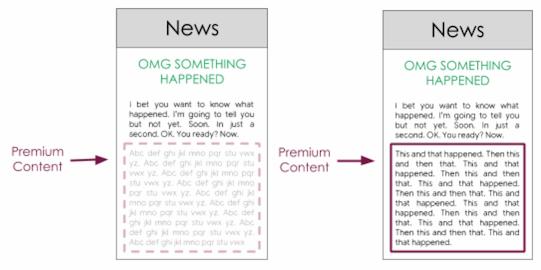 News
OMG SOMETHING
HAPPENED
I bet you want to know what
happened. I'm going to tell you
but not yet. Soon. In just a
second. OK. You ready? Now.
Premium
Content
Abc def ghi jkl mno pqr stu vwx
yz. Abc def ghi jkl mno pqr stu
vwx yz. Abc def ghi jkl mno pqr
stu vwx yz. Abc def ghi jkl mno
pqr stu vwx yz. Abc def ghi jkl
mno pqr stu vwx yz. Abc def ghi
jkl mno pqr stu vwx yz. Abc def
ghi jkl mno pqr stu vwx yz. Abc
def ghi jkl mno pqr stu vwx yz.
Abc def ghi jkl mno pqr stu vwx
News
OMG SOMETHING
HAPPENED
I bet you want to know what
happened. I'm going to tell you
but not yet. Soon. In just a
second. OK. You ready? Now.
Premium
Content
This and that happened. Then this
and then that. This and that
happened. Then this and then
that. This and that happened.
Then this and then that. This and
that happened. This and that
happened. Then this and then
that. This and that happened.
Then this and then that. This and
that happened.